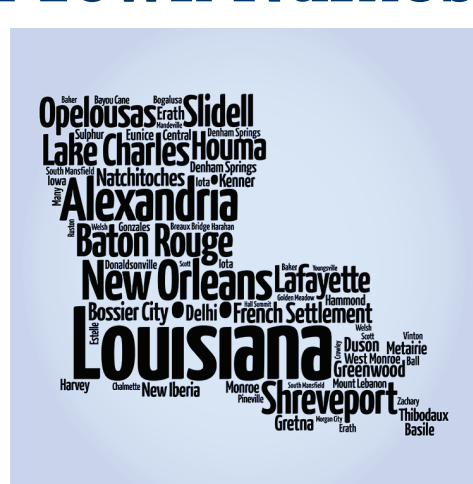 Baker Bayou Cane Bogalusa
Opelousas Erath Slidell
Mandeville
Sulphur Eunice Central Denham Springs
Lake Charles Houma
South Mansfield Natchitoches Denham Springs
Iowa Iota Kenner
Many Alexandria
Ruston Welsh Gonzales Breaux Bridge Harahan
Baton Rouge
Donaldsonville Scott Iota
New Orleans Baker Youngsville
Lafayette
Golden Meadow Hammond
Bossier City Delhi Hall Summit French Settlement
Estelle Louisiana Welsh
Scott Vinton
Crowley Duson Metairie
West Monroe Ball
Greenwood
Harvey Chalmette New Iberia Monroe South Mansfield Mount Lebanon
Pineville Shreveport Zachary
Gretna Morgan City Thibodaux
Erath Basile